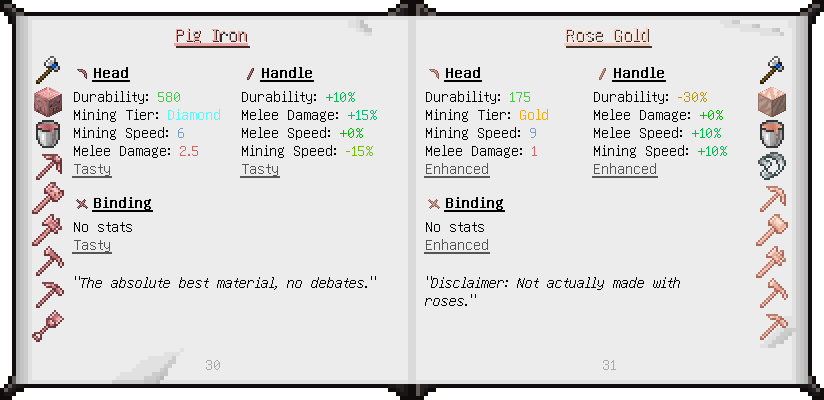 Pig Iron
Head
Durability: 580
Mining Tier: Diamond
Mining Speed: 6
Melee Damage: 2.5
Tasty
Handle
Durability: +10%
Melee Damage: +15%
Melee Speed: +0%
Mining Speed: -15%
Tasty
Binding
No stats
Tasty
"The absolute best material, no debates."
30
Rose Gold
Head
Durability: 175
Mining Tier: Gold
Mining Speed: 9
Melee Damage: 1
Enhanced
Handle
Durability: -30%
Melee Damage: +0%
Melee Speed: +10%
Mining Speed: +10%
Enhanced
Binding
No stats
Enhanced
"Disclaimer: Not actually made with
roses."
31